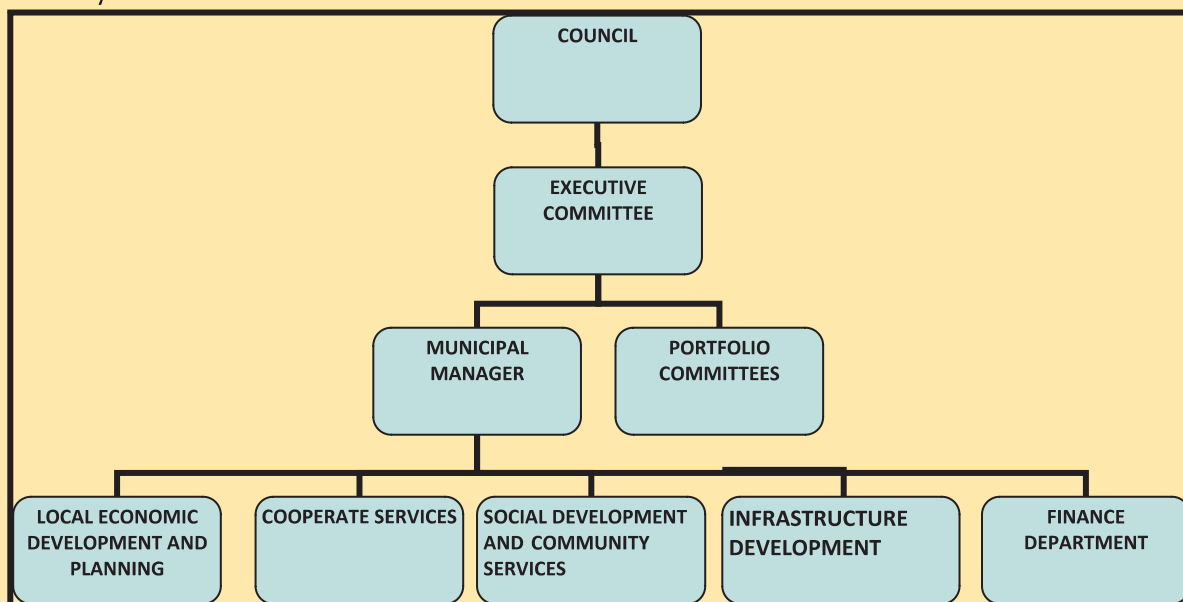 COUNCIL
EXECUTIVE
COMMITTEE
MUNICIPAL
MANAGER
PORTFOLIO
COMMITTEES
LOCAL ECONOMIC
DEVELOPMENT AND
PLANNING
COOPERATE SERVICES
SOCIAL DEVELOPMENT
AND COMMUNITY
SERVICES
INFRASTRUCTURE
DEVELOPMENT
FINANCE
DEPARTMENT